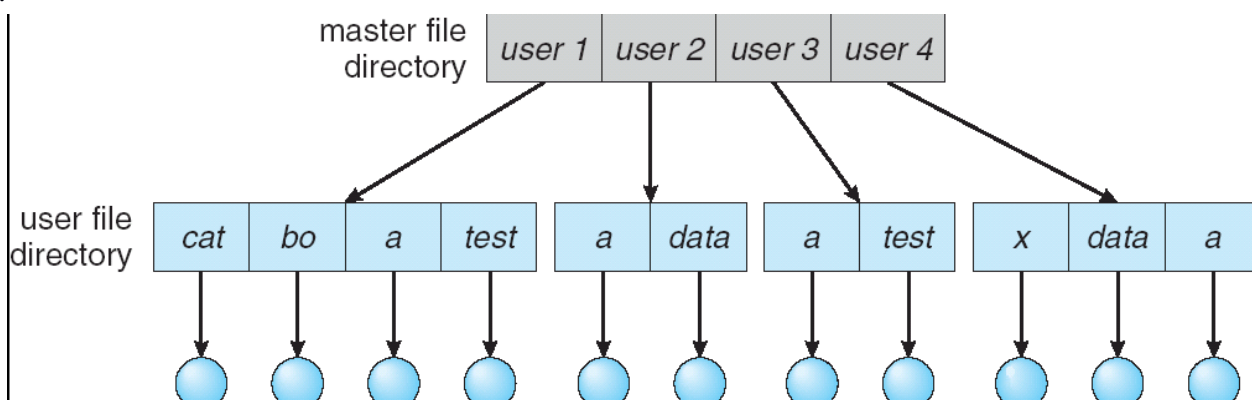 master file
directory
user 1 user 2 user 3 user 4
user file
directory
cat bo a test a data a test x data a